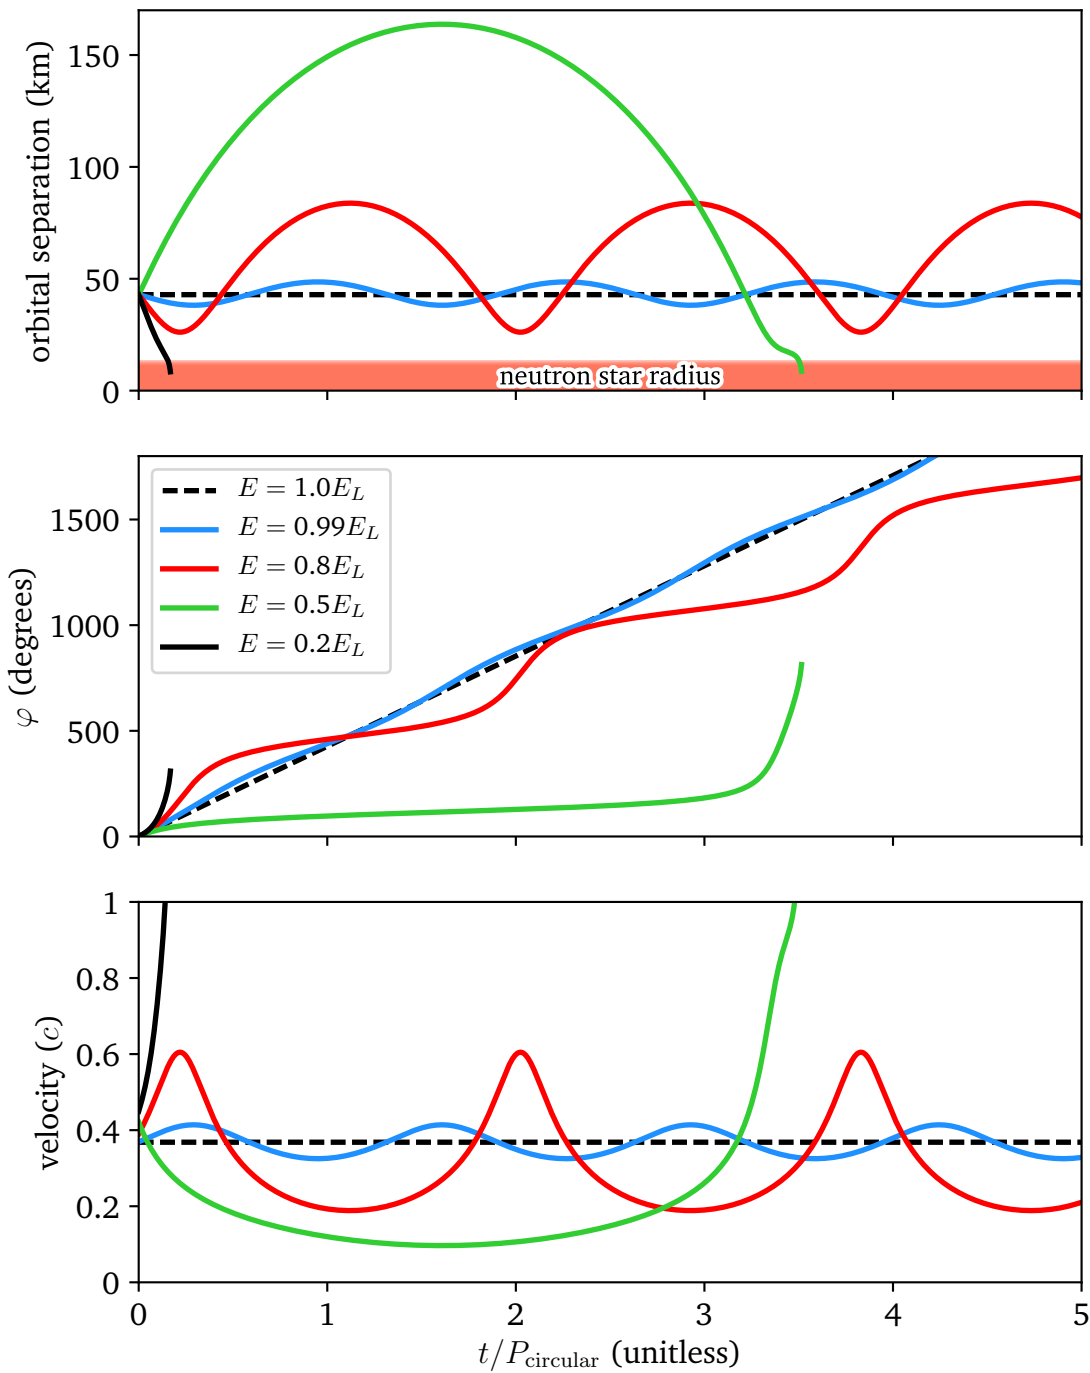 orbital separation (km)
150
100
50
0
neutron star radius
φ (degrees)
1500
1000
500
0
E = 1.0E_L
E = 0.99E_L
E = 0.8E_L
E = 0.5E_L
E = 0.2E_L
velocity (c)
1
0.8
0.6
0.4
0.2
0
0 1 2 3 4 5
t/P_circular (unitless)